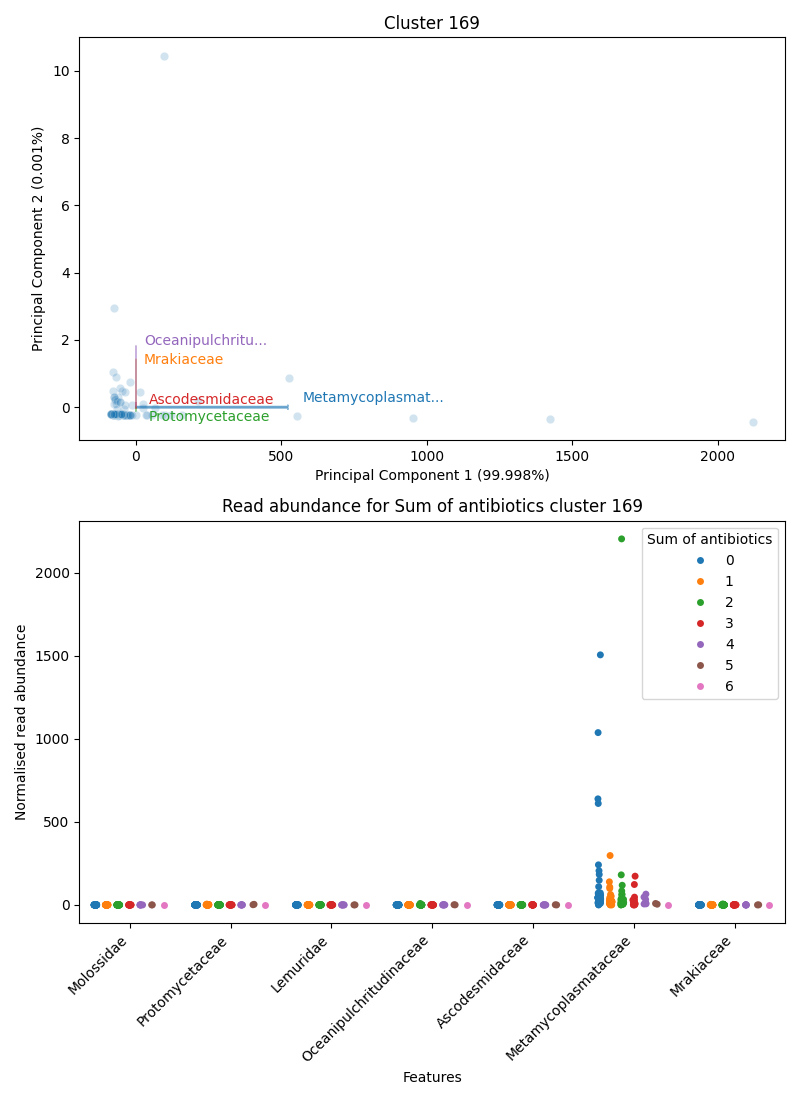 Cluster 169
Principal Component 2 (0.001%)
10
8
6
4
2
0
Oceanipulchritu...
Mrakiaceae
Ascodesmidaceae
Metamycoplasmat...
Protomycetaceae
0
500
1000
1500
2000
Principal Component 1 (99.998%)
Read abundance for Sum of antibiotics cluster 169
Normalised read abundance
2000
1500
1000
500
0
Sum of antibiotics
0
1
2
3
4
5
6
Molossidae
Protomycetaceae
Lemuridae
Oceanipulchritudinaceae
Ascodesmidaceae
Metamycoplasmataceae
Mrakiaceae
Features